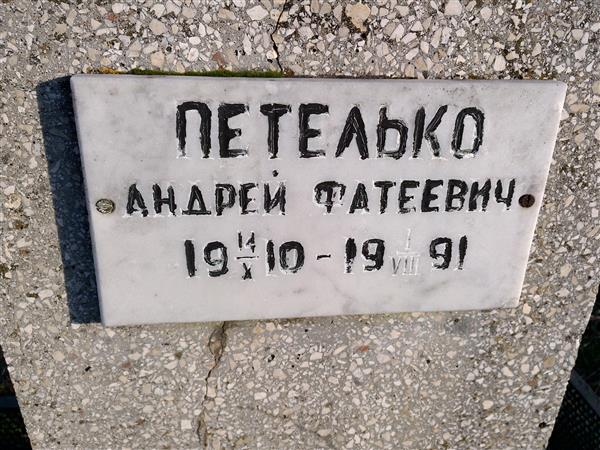 ПЕТЕЛЬКО
АНДРЕЙ ФАТЕЕВИЧ
19 14/X 10 - 19 1/VIII 91